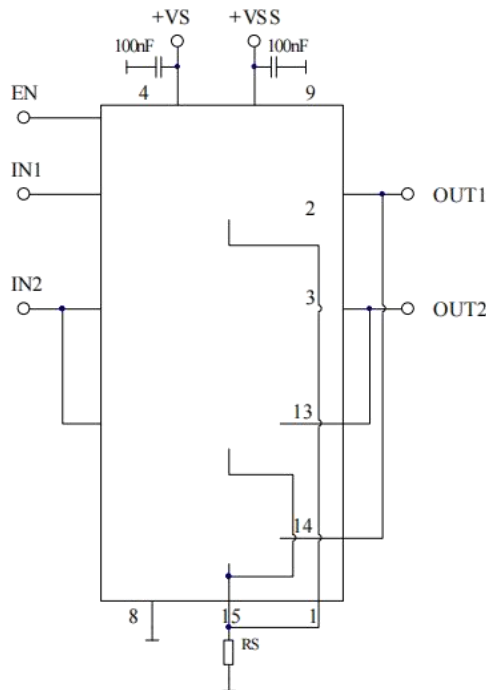 +VS +VSS
100nF 100nF
4 9
EN
IN1
OUT1
2
IN2
3
OUT2
13
14
8 15 1
RS